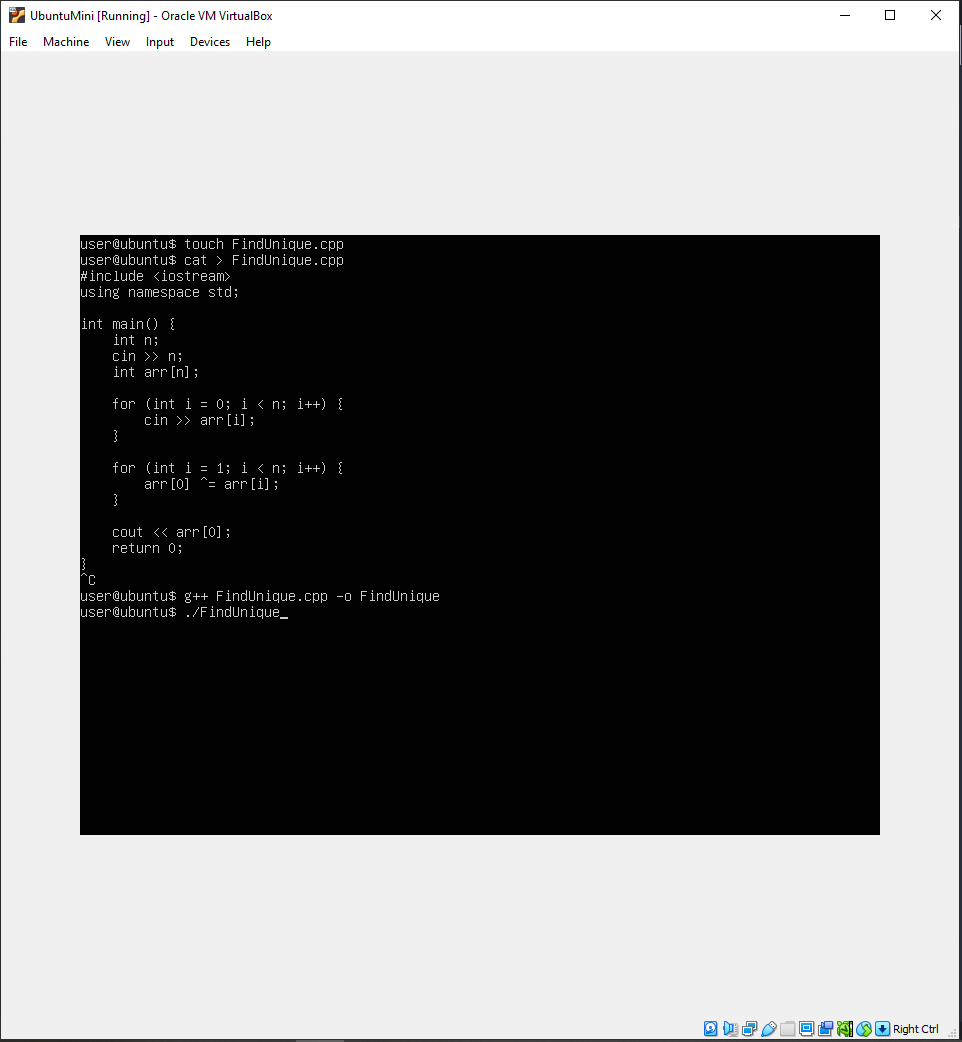 UbuntuMini [Running] - Oracle VM VirtualBox
File Machine View Input Devices Help
user@ubuntu$ touch FindUnique.cpp
user@ubuntu$ cat > FindUnique.cpp
#include <iostream>
using namespace std;

int main() {
    int n;
    cin >> n;
    int arr[n];

    for (int i = 0; i < n; i++) {
        cin >> arr[i];
    }

    for (int i = 1; i < n; i++) {
        arr[0] ^= arr[i];
    }

    cout << arr[0];
    return 0;
}
^C
user@ubuntu$ g++ FindUnique.cpp -o FindUnique
user@ubuntu$ ./FindUnique_
Right Ctrl